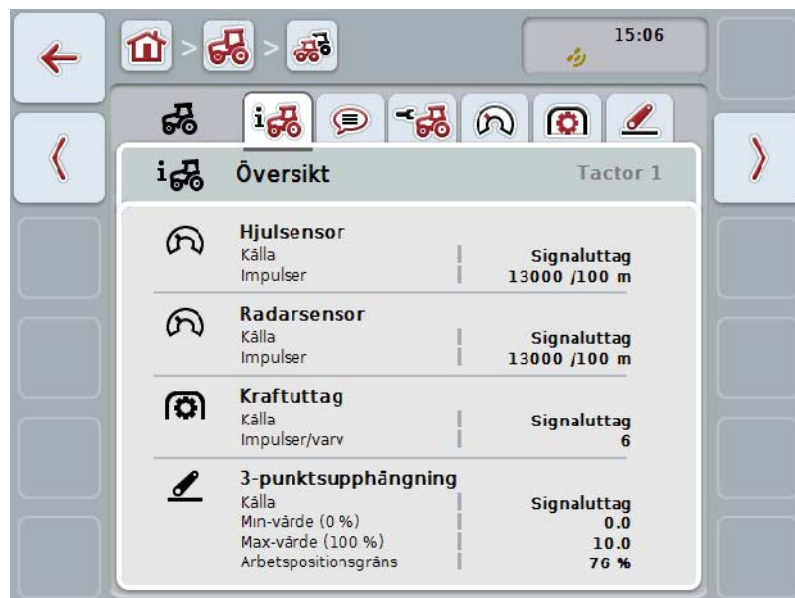 15:06
Översikt Tactor 1
Hjulsensor
Källa Signaluttag
Impulser 13000 /100 m
Radarsensor
Källa Signaluttag
Impulser 13000 /100 m
Kraftuttag
Källa Signaluttag
Impulser/varv 6
3-punktsupphängning
Källa Signaluttag
Min-värde (0 %) 0.0
Max-värde (100 %) 10.0
Arbetspositionsgräns 76 %